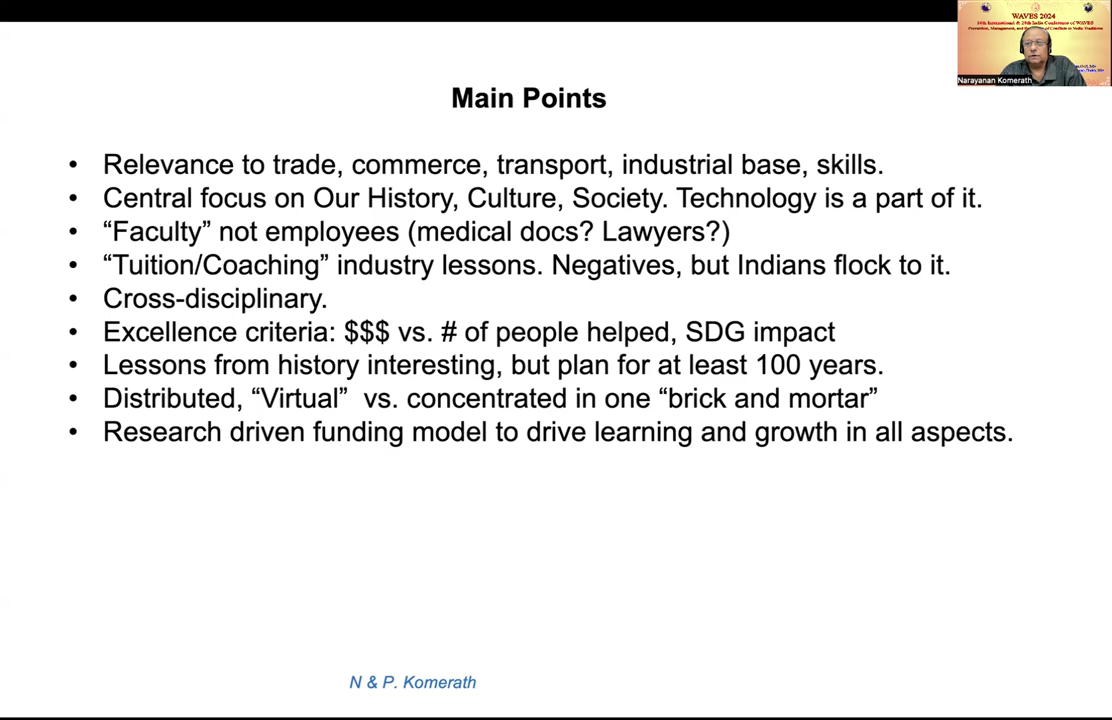 WAVES 2024
Narayanan Komerath
Main Points
• Relevance to trade, commerce, transport, industrial base, skills.
• Central focus on Our History, Culture, Society. Technology is a part of it.
• “Faculty” not employees (medical docs? Lawyers?)
• “Tuition/Coaching” industry lessons. Negatives, but Indians flock to it.
• Cross-disciplinary.
• Excellence criteria: $$$ vs. # of people helped, SDG impact
• Lessons from history interesting, but plan for at least 100 years.
• Distributed, “Virtual” vs. concentrated in one “brick and mortar”
• Research driven funding model to drive learning and growth in all aspects.
N & P. Komerath